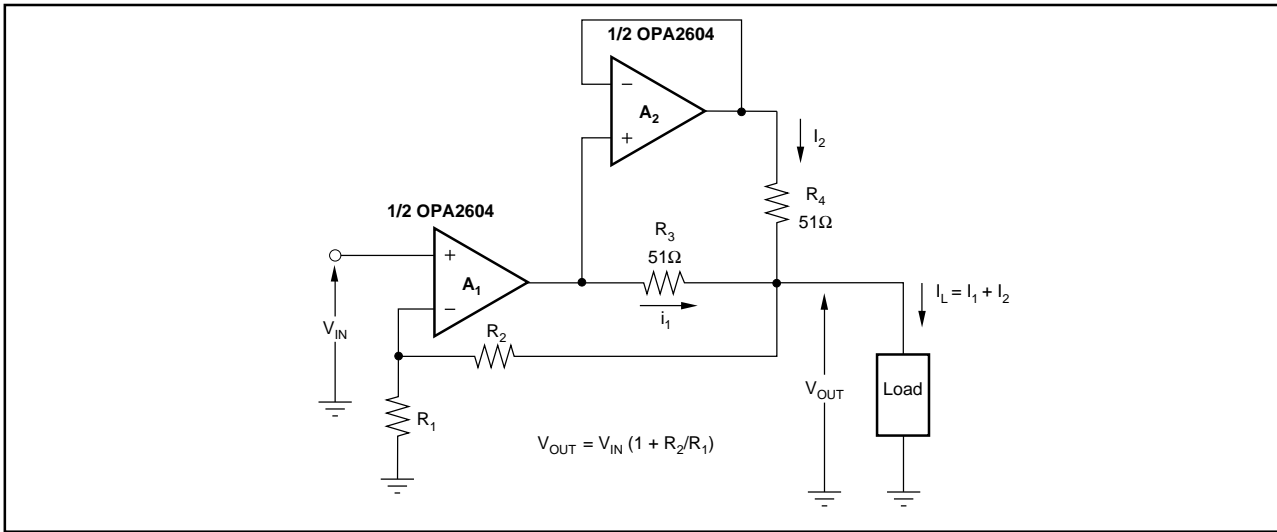 1/2 OPA2604
−
A2
+
I2
R4
51Ω
1/2 OPA2604
R3
51Ω
+
A1
−
i1
IL = I1 + I2
VIN
R2
VOUT
Load
R1
VOUT = VIN (1 + R2/R1)